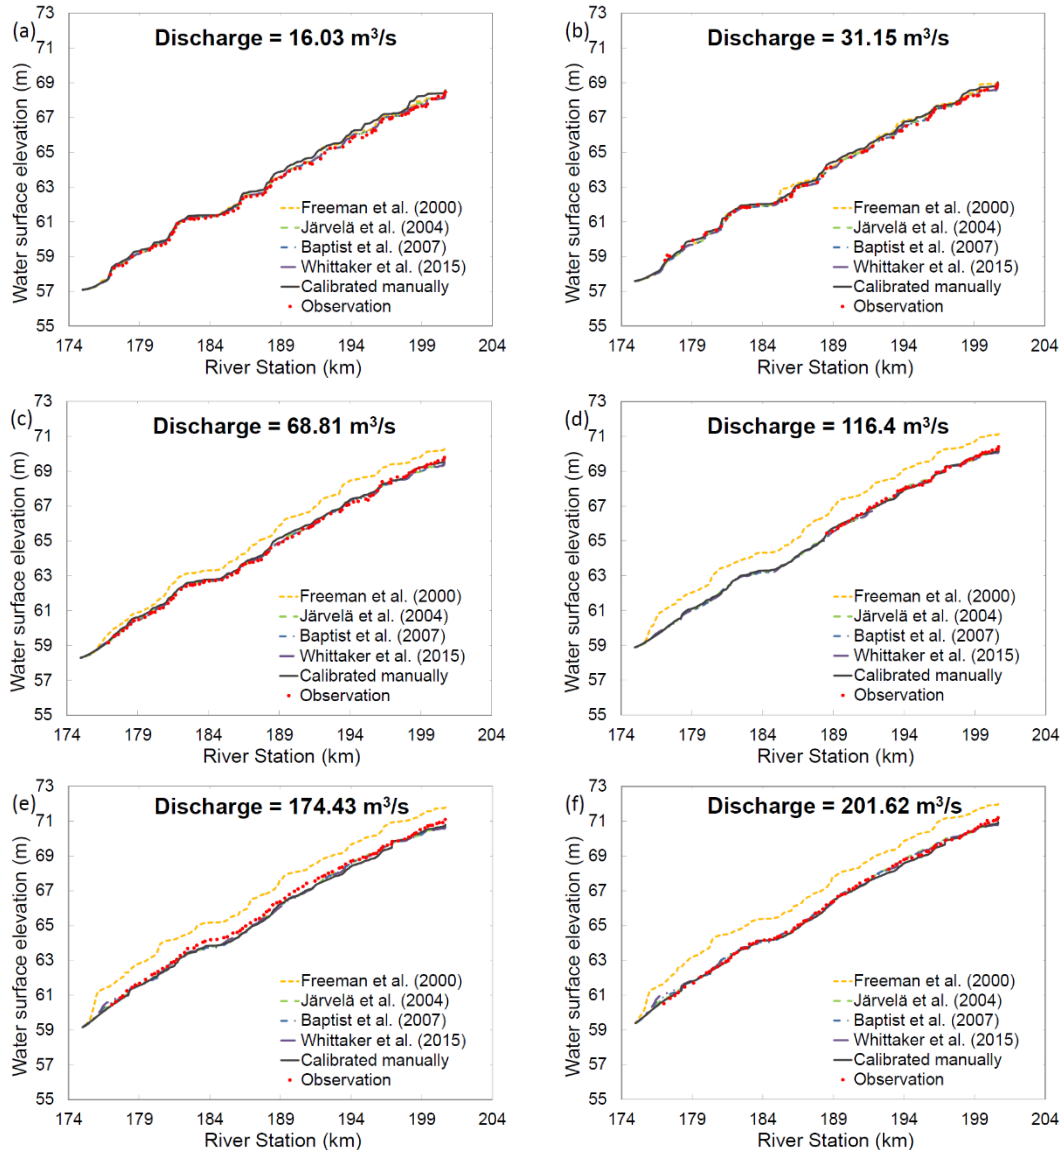 (a)
Discharge = 16.03 m³/s
Water surface elevation (m)
73
71
69
67
65
63
61
59
57
55
Freeman et al. (2000)
Järvelä et al. (2004)
Baptist et al. (2007)
Whittaker et al. (2015)
Calibrated manually
Observation
174 179 184 189 194 199 204
River Station (km)
(b)
Discharge = 31.15 m³/s
Water surface elevation (m)
73
71
69
67
65
63
61
59
57
55
Freeman et al. (2000)
Järvelä et al. (2004)
Baptist et al. (2007)
Whittaker et al. (2015)
Calibrated manually
Observation
174 179 184 189 194 199 204
River Station (km)
(c)
Discharge = 68.81 m³/s
Water surface elevation (m)
73
71
69
67
65
63
61
59
57
55
Freeman et al. (2000)
Järvelä et al. (2004)
Baptist et al. (2007)
Whittaker et al. (2015)
Calibrated manually
Observation
174 179 184 189 194 199 204
River Station (km)
(d)
Discharge = 116.4 m³/s
Water surface elevation (m)
73
71
69
67
65
63
61
59
57
55
Freeman et al. (2000)
Järvelä et al. (2004)
Baptist et al. (2007)
Whittaker et al. (2015)
Calibrated manually
Observation
174 179 184 189 194 199 204
River Station (km)
(e)
Discharge = 174.43 m³/s
Water surface elevation (m)
73
71
69
67
65
63
61
59
57
55
Freeman et al. (2000)
Järvelä et al. (2004)
Baptist et al. (2007)
Whittaker et al. (2015)
Calibrated manually
Observation
174 179 184 189 194 199 204
River Station (km)
(f)
Discharge = 201.62 m³/s
Water surface elevation (m)
73
71
69
67
65
63
61
59
57
55
Freeman et al. (2000)
Järvelä et al. (2004)
Baptist et al. (2007)
Whittaker et al. (2015)
Calibrated manually
Observation
174 179 184 189 194 199 204
River Station (km)